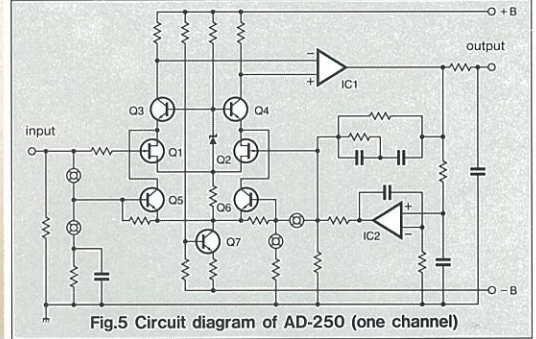 +B
output
−
IC1
+
Q3
Q4
input
Q1
Q2
Q5
Q6
+
IC2
−
Q7
−B
Fig.5 Circuit diagram of AD-250 (one channel)